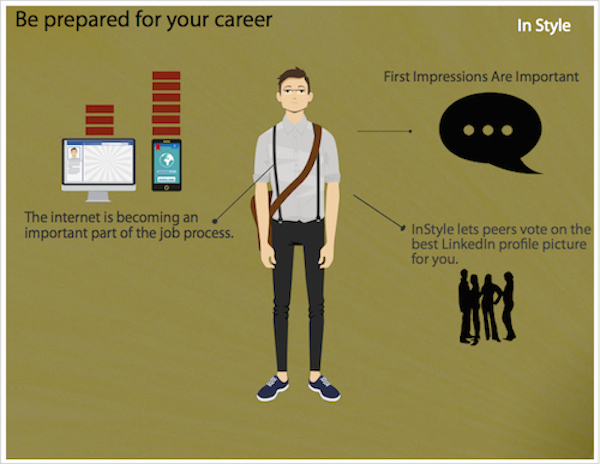 Be prepared for your career
In Style
First Impressions Are Important
The internet is becoming an
important part of the job process.
InStyle lets peers vote on the
best LinkedIn profile picture
for you.